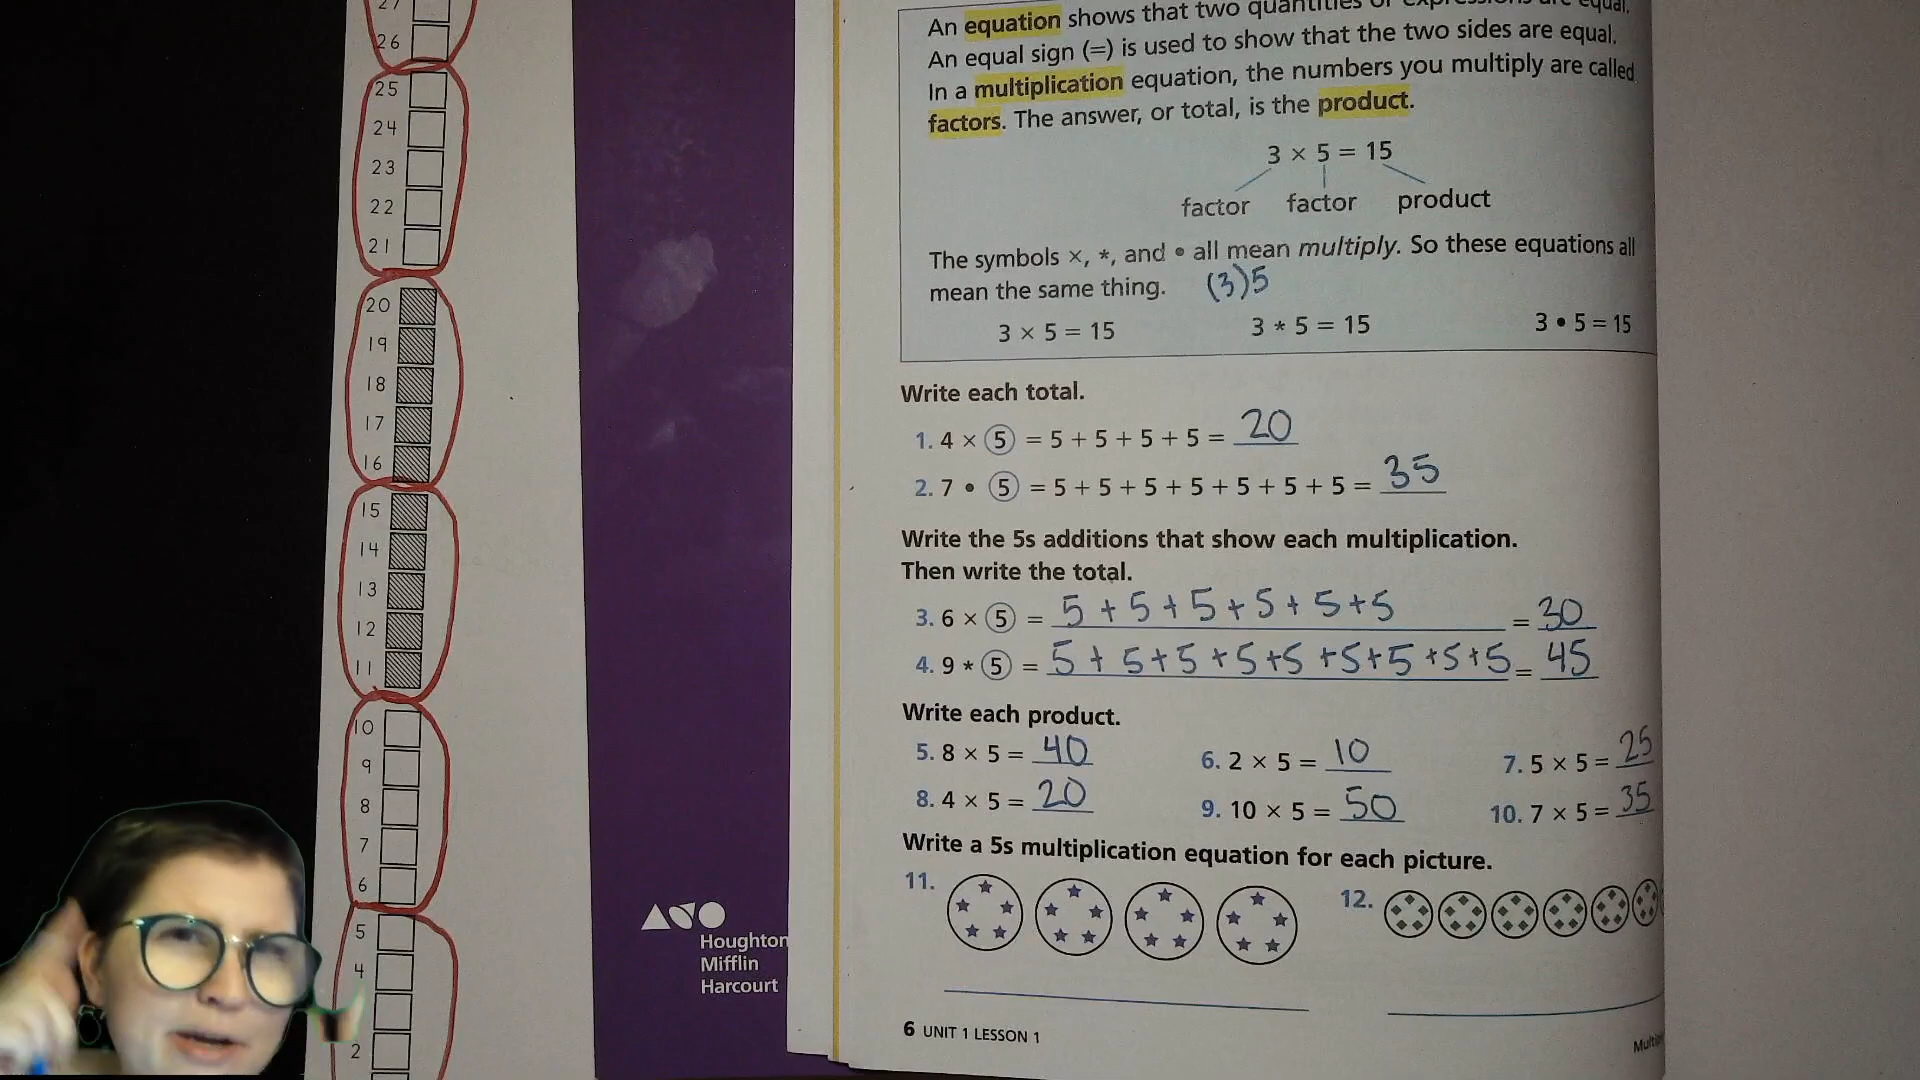 27
26
25
24
23
22
21
20
19
18
17
16
15
14
13
12
11
10
9
8
7
6
5
4
2
Houghton
Mifflin
Harcourt
An equation shows that two quantities or expressions are equal.
An equal sign (=) is used to show that the two sides are equal.
In a multiplication equation, the numbers you multiply are called
factors. The answer, or total, is the product.
3 × 5 = 15
factor factor product
The symbols ×, *, and • all mean multiply. So these equations all
mean the same thing. (3)5
3 × 5 = 15 3 * 5 = 15 3 • 5 = 15
Write each total.
1. 4 × 5 = 5 + 5 + 5 + 5 = 20
2. 7 • 5 = 5 + 5 + 5 + 5 + 5 + 5 + 5 = 35
Write the 5s additions that show each multiplication.
Then write the total.
3. 6 × 5 = 5 + 5 + 5 + 5 + 5 + 5 = 30
4. 9 * 5 = 5 + 5 + 5 + 5 + 5 + 5 + 5 + 5 + 5 = 45
Write each product.
5. 8 × 5 = 40 6. 2 × 5 = 10 7. 5 × 5 = 25
8. 4 × 5 = 20 9. 10 × 5 = 50 10. 7 × 5 = 35
Write a 5s multiplication equation for each picture.
11. 12.
6 UNIT 1 LESSON 1